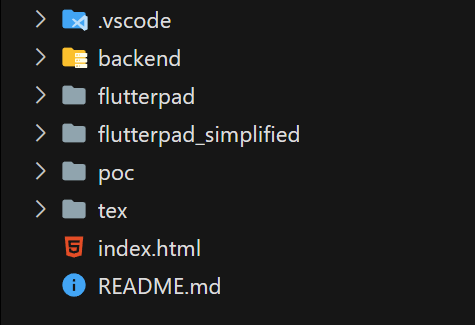 .vscode
backend
flutterpad
flutterpad_simplified
poc
tex
index.html
README.md